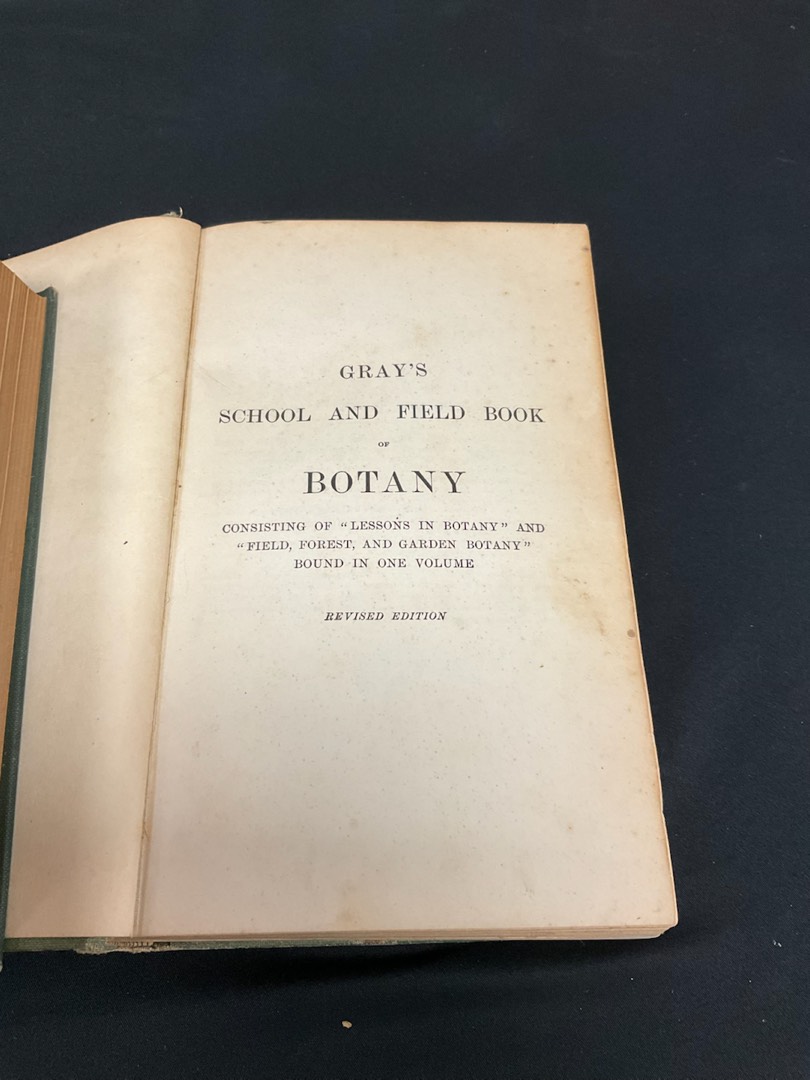 GRAY'S
SCHOOL AND FIELD BOOK
OF
BOTANY
CONSISTING OF "LESSONS IN BOTANY" AND
"FIELD, FOREST, AND GARDEN BOTANY"
BOUND IN ONE VOLUME
REVISED EDITION